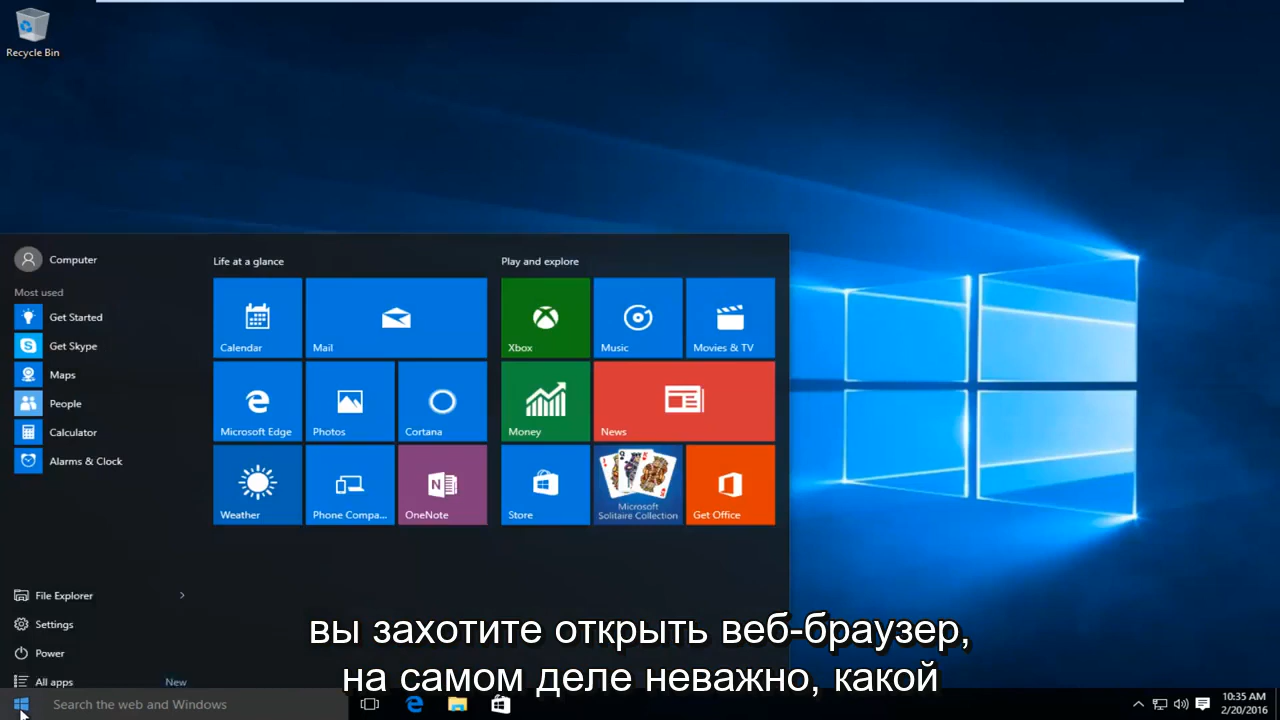 Recycle Bin
Computer
Most used
Get Started
Get Skype
Maps
People
Calculator
Alarms & Clock
File Explorer
Settings
Power
All apps New
Life at a glance
Calendar
Mail
Microsoft Edge
Photos
Cortana
Weather
Phone Compa...
OneNote
Play and explore
Xbox
Music
Movies & TV
Money
News
Store
Microsoft
Solitaire Collection
Get Office
вы захотите открыть веб-браузер,
на самом деле неважно, какой
Search the web and Windows
10:35 AM
2/20/2016